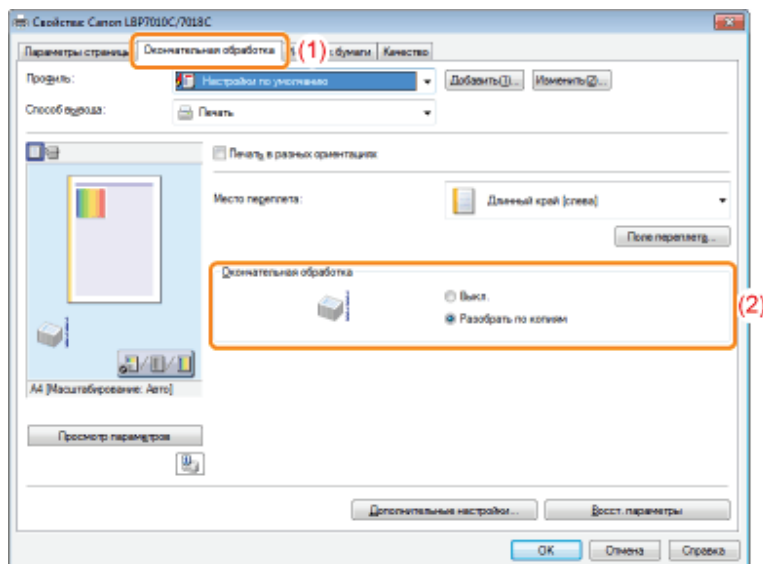 Свойства: Canon LBP7010C/7018C
Параметры страницы Окончательная обработка (1) бумаги Качество
Профиль: Настройки по умолчанию Добавить(1)... Изменить(2)...
Способ вывода: Печать
Печать в разных ориентациях
Место переплета: Длинный край [слева]
Поле переплета...
Окончательная обработка
Выкл.
(2)
Разобрать по копиям
A4 [Масштабирование: Авто]
Просмотр параметров
Дополнительные настройки... Восст. параметры
OK Отмена Справка